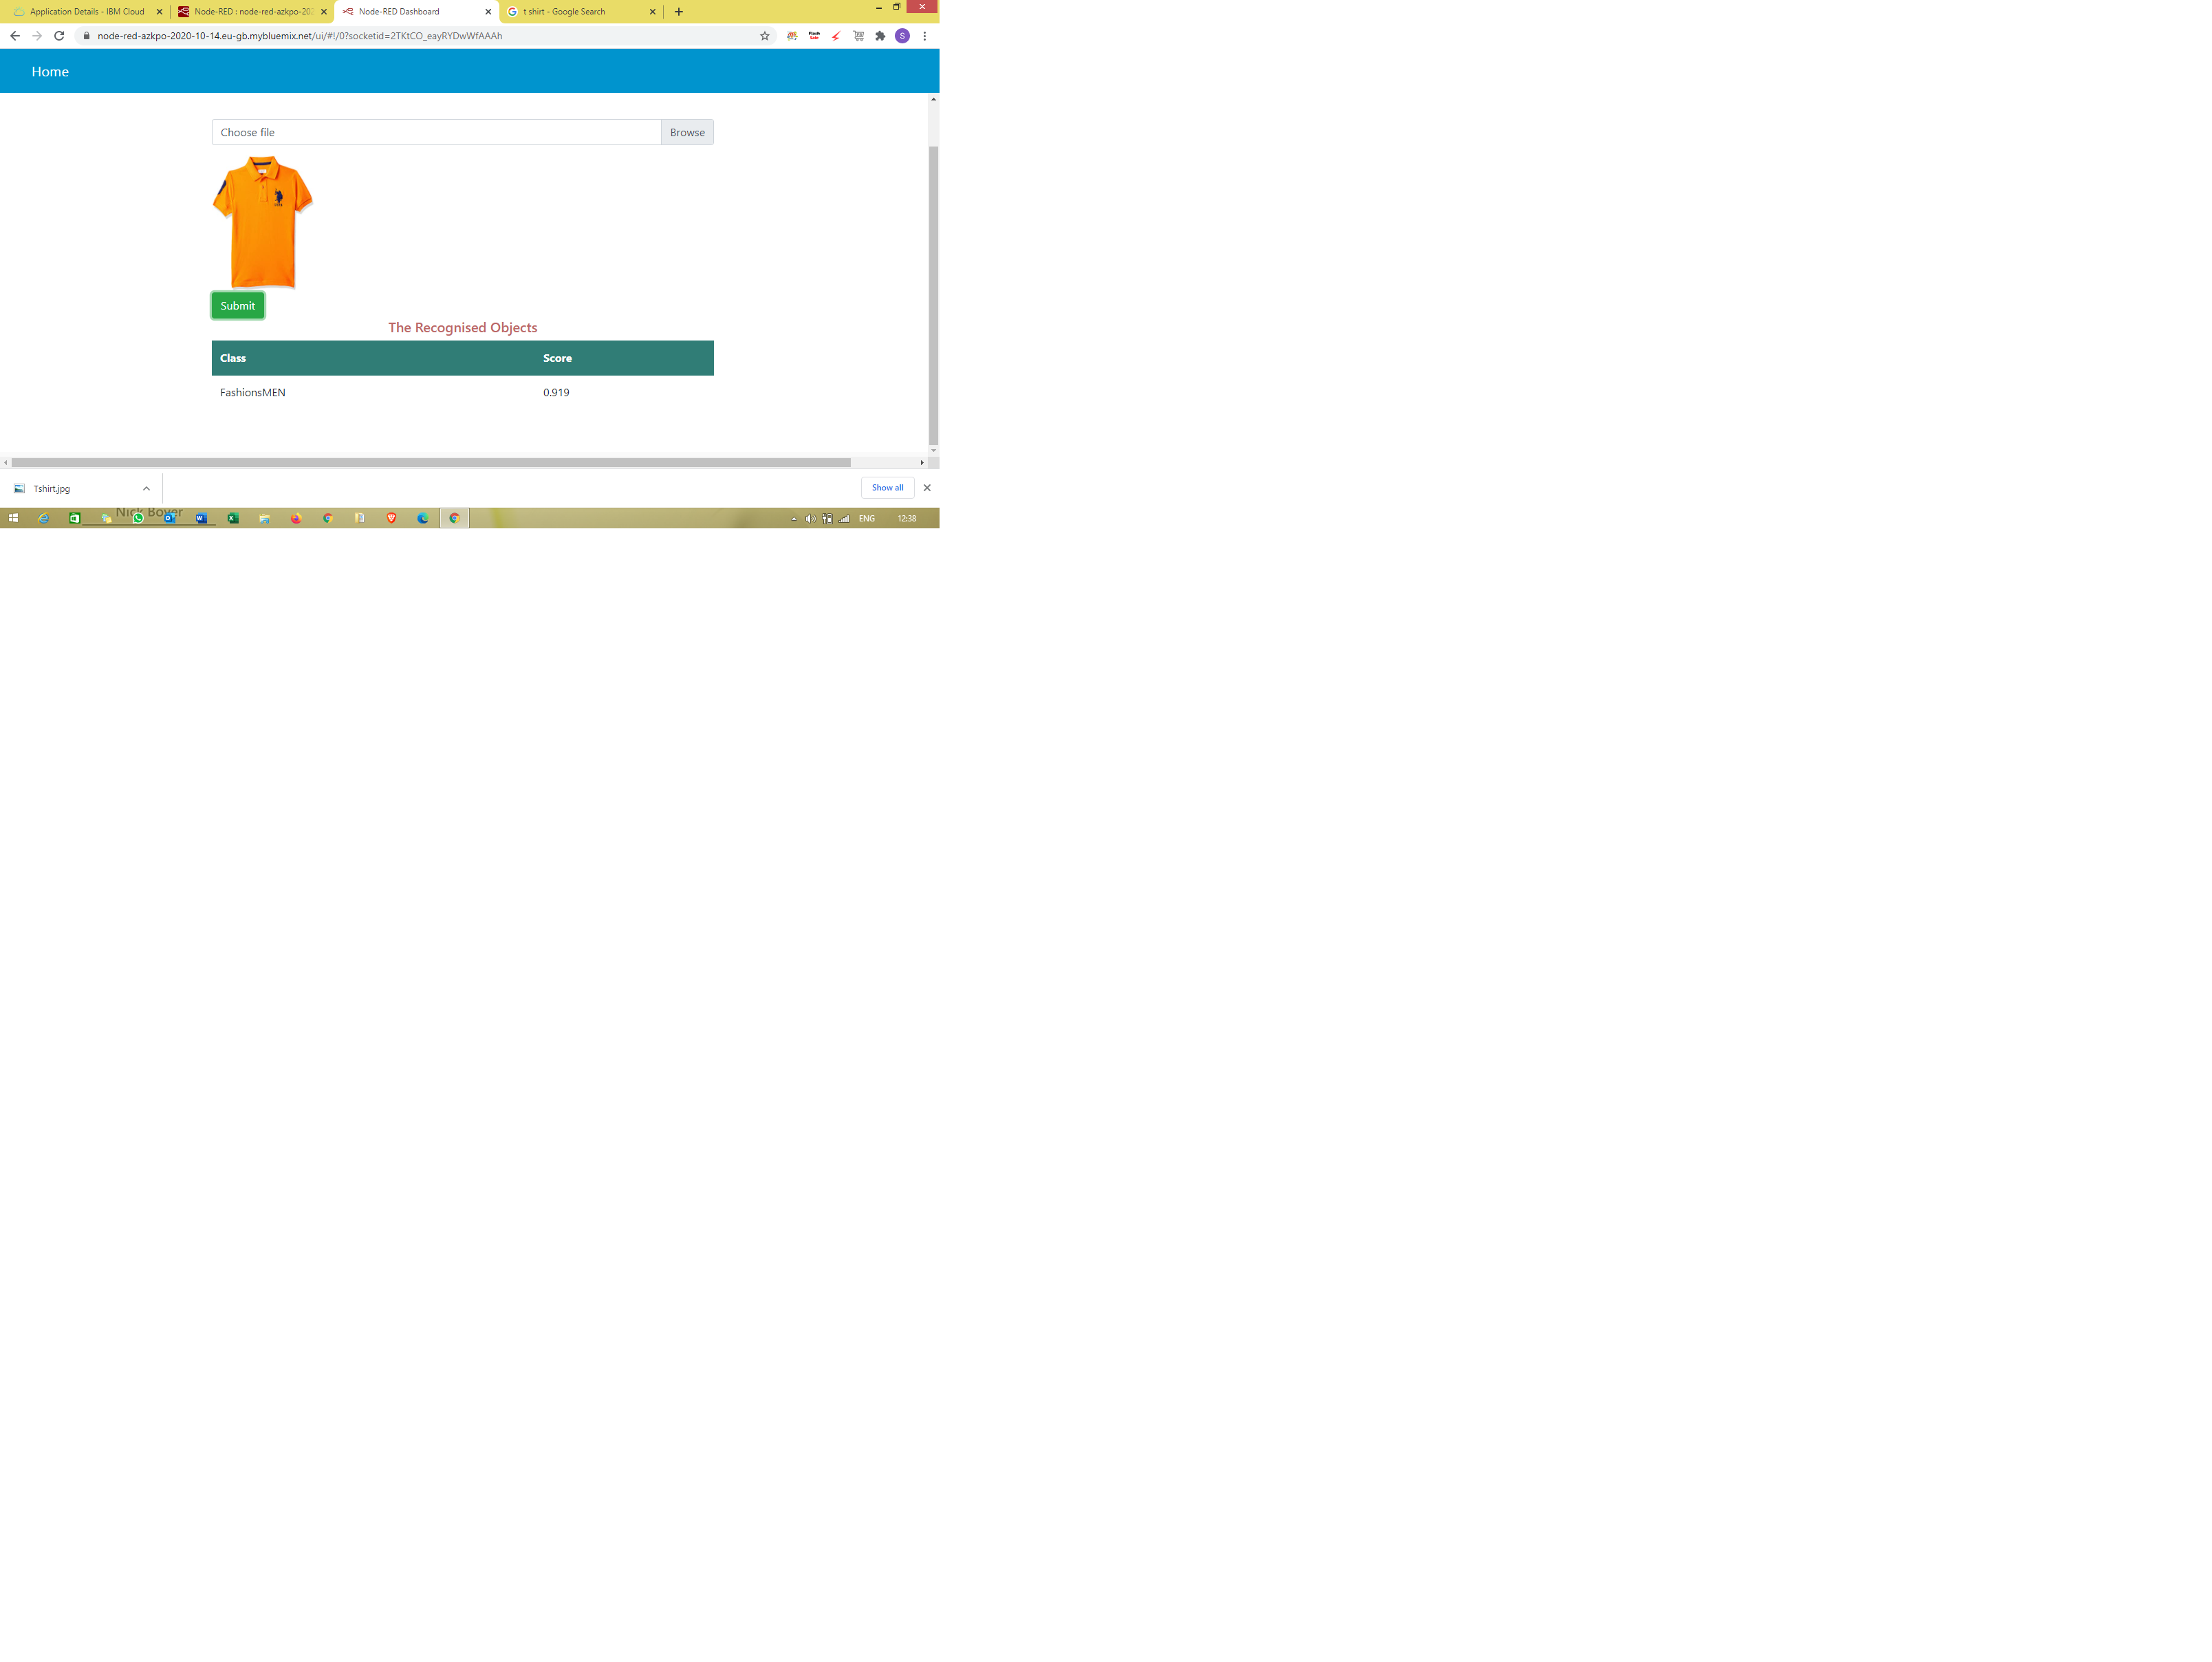 Application Details - IBM Cloud
Node-RED : node-red-azkpo-202
Node-RED Dashboard
t shirt - Google Search
node-red-azkpo-2020-10-14.eu-gb.mybluemix.net/ui/#!/0?socketid=2TKtCO_eayRYDwWfAAAh
Flash
Sale
S
Home
Choose file
Browse
Submit
The Recognised Objects
Class
Score
FashionsMEN
0.919
Tshirt.jpg
Show all
Nick Boyer
ENG
12:38